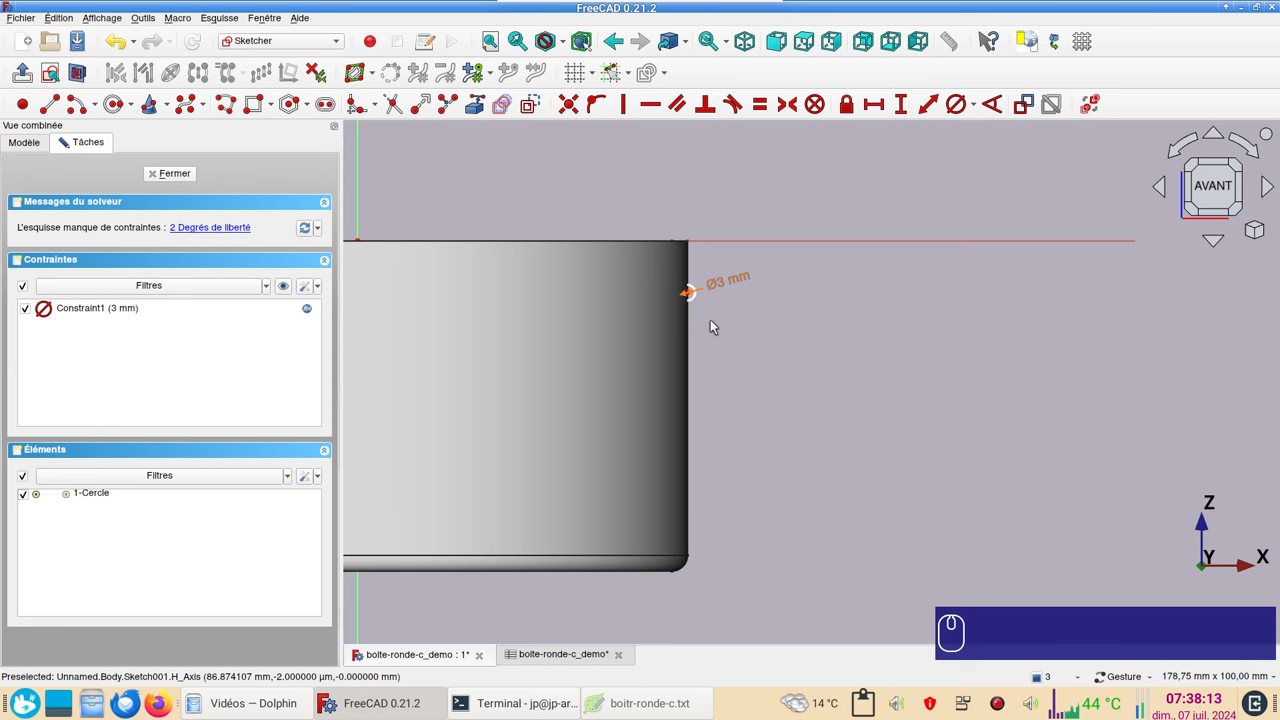 FreeCAD 0.21.2
Fichier Édition Affichage Outils Macro Esquisse Fenêtre Aide
Sketcher
Vue combinée
Modèle Tâches
Fermer
Messages du solveur
L'esquisse manque de contraintes : 2 Degrés de liberté
Contraintes
Filtres
Constraint1 (3 mm)
Éléments
Filtres
1-Cercle
Ø3 mm
AVANT
Z
Y X
boite-ronde-c_demo : 1* boite-ronde-c_demo*
Preselected: Unnamed.Body.Sketch001.H_Axis (86.874107 mm,-2.000000 µm,-0.000000 mm) 3 Gesture 178,75 mm x 100,00 mm
Vidéos – Dolphin FreeCAD 0.21.2 Terminal - jp@jp-ar... boitr-ronde-c.txt 14 °C 44 °C 07:38:13
dim., 07 juil. 2024